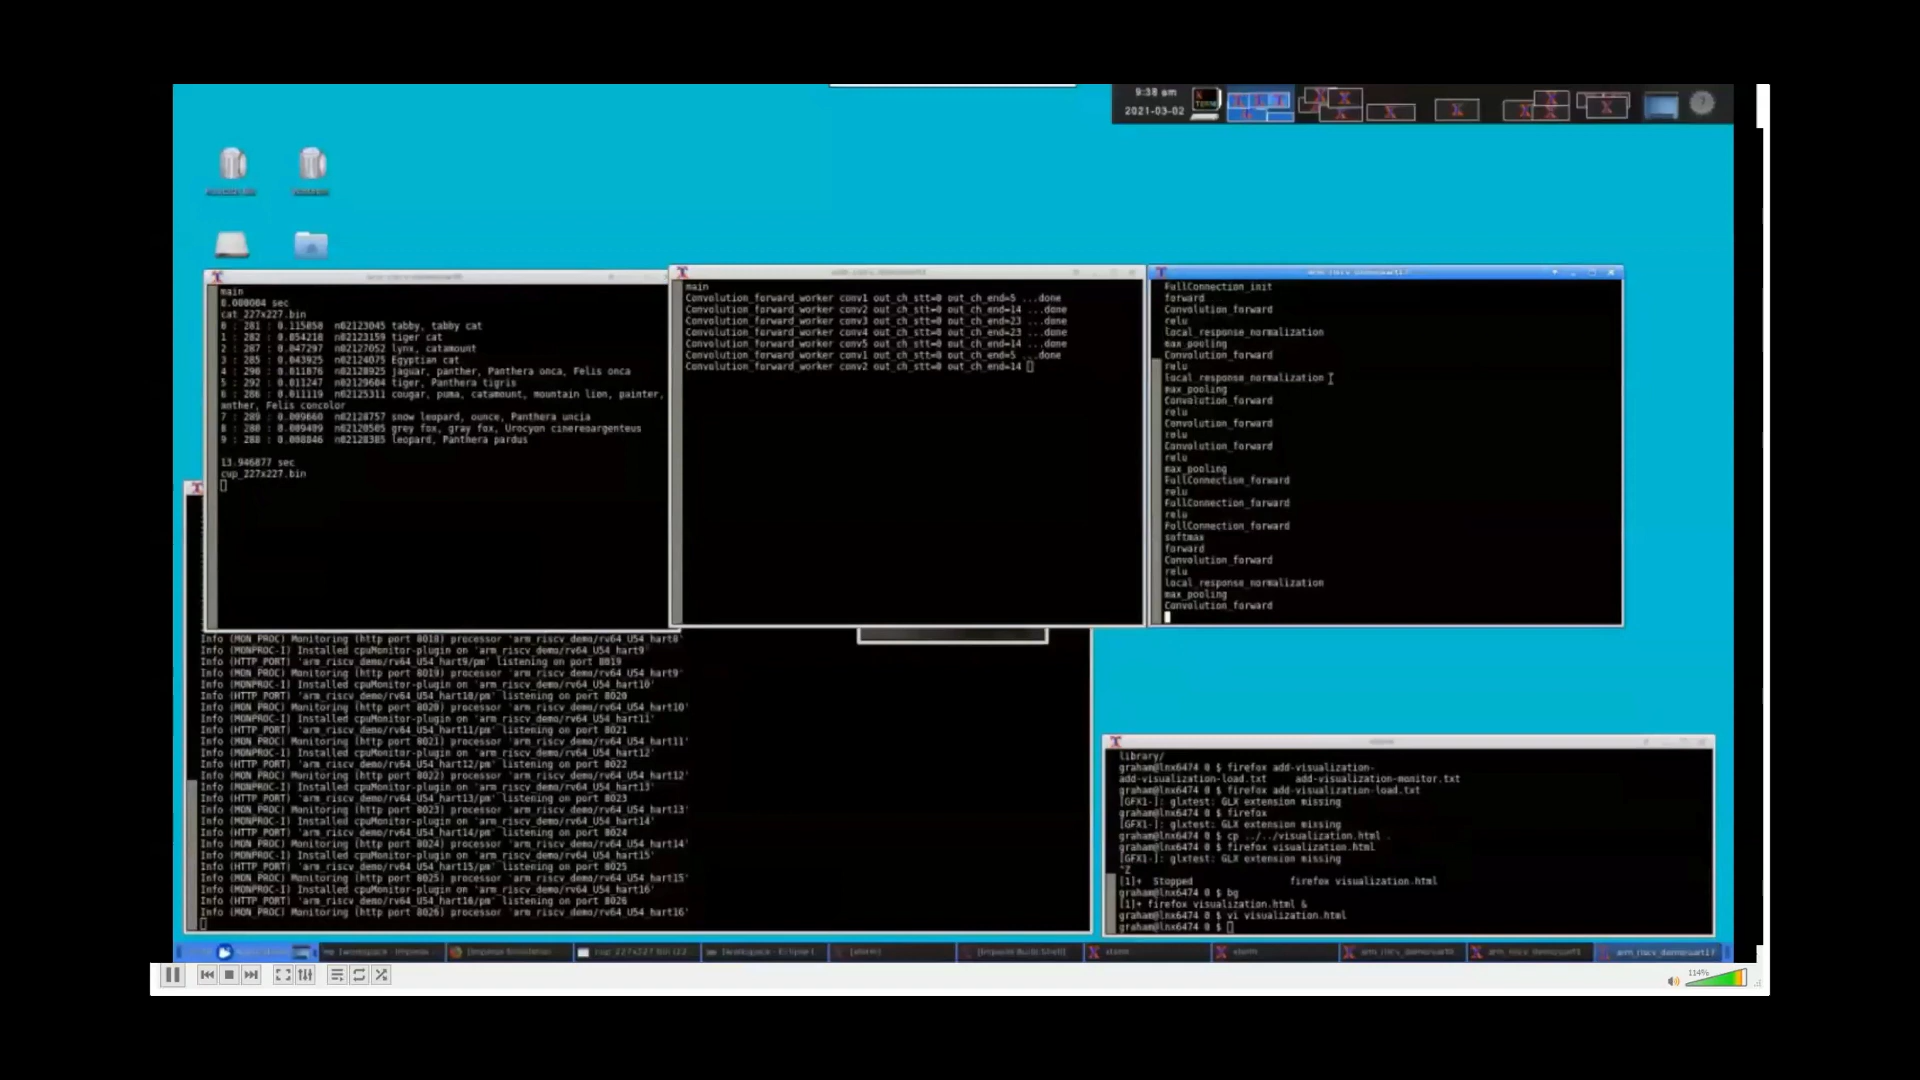 9:38 am
2021-03-02
main
0.000004 sec
cat_227x227.bin
0 : 281 : 0.115858 n02123045 tabby, tabby cat
1 : 282 : 0.054218 n02123159 tiger cat
2 : 287 : 0.047297 n02127052 lynx, catamount
3 : 285 : 0.043925 n02124075 Egyptian cat
4 : 290 : 0.011876 n02128925 jaguar, panther, Panthera onca, Felis onca
5 : 292 : 0.011247 n02129604 tiger, Panthera tigris
6 : 286 : 0.011119 n02125311 cougar, puma, catamount, mountain lion, painter,
anther, Felis concolor
7 : 289 : 0.009660 n02128757 snow leopard, ounce, Panthera uncia
8 : 280 : 0.009409 n02120505 grey fox, gray fox, Urocyon cinereoargenteus
9 : 288 : 0.008846 n02128385 leopard, Panthera pardus
13.946877 sec
cup_227x227.bin
main
Convolution_forward_worker conv1 out_ch_stt=0 out_ch_end=5 ...done
Convolution_forward_worker conv2 out_ch_stt=0 out_ch_end=14 ...done
Convolution_forward_worker conv3 out_ch_stt=0 out_ch_end=23 ...done
Convolution_forward_worker conv4 out_ch_stt=0 out_ch_end=23 ...done
Convolution_forward_worker conv5 out_ch_stt=0 out_ch_end=14 ...done
Convolution_forward_worker conv1 out_ch_stt=0 out_ch_end=5 ...done
Convolution_forward_worker conv2 out_ch_stt=0 out_ch_end=14
FullConnection_init
forward
Convolution_forward
relu
local_response_normalization
max_pooling
Convolution_forward
relu
local_response_normalization
max_pooling
Convolution_forward
relu
Convolution_forward
relu
Convolution_forward
relu
max_pooling
FullConnection_forward
relu
FullConnection_forward
relu
FullConnection_forward
softmax
forward
Convolution_forward
relu
local_response_normalization
max_pooling
Convolution_forward
Info (MON_PROC) Monitoring (http port 8018) processor 'arm_riscv_demo/rv64_U54_hart8'
Info (MONPROC-I) Installed cpuMonitor-plugin on 'arm_riscv_demo/rv64_U54_hart9'
Info (HTTP_PORT) 'arm_riscv_demo/rv64_U54_hart9/pm' listening on port 8019
Info (MON_PROC) Monitoring (http port 8019) processor 'arm_riscv_demo/rv64_U54_hart9'
Info (MONPROC-I) Installed cpuMonitor-plugin on 'arm_riscv_demo/rv64_U54_hart10'
Info (HTTP_PORT) 'arm_riscv_demo/rv64_U54_hart10/pm' listening on port 8020
Info (MON_PROC) Monitoring (http port 8020) processor 'arm_riscv_demo/rv64_U54_hart10'
Info (MONPROC-I) Installed cpuMonitor-plugin on 'arm_riscv_demo/rv64_U54_hart11'
Info (HTTP_PORT) 'arm_riscv_demo/rv64_U54_hart11/pm' listening on port 8021
Info (MON_PROC) Monitoring (http port 8021) processor 'arm_riscv_demo/rv64_U54_hart11'
Info (MONPROC-I) Installed cpuMonitor-plugin on 'arm_riscv_demo/rv64_U54_hart12'
Info (HTTP_PORT) 'arm_riscv_demo/rv64_U54_hart12/pm' listening on port 8022
Info (MON_PROC) Monitoring (http port 8022) processor 'arm_riscv_demo/rv64_U54_hart12'
Info (MONPROC-I) Installed cpuMonitor-plugin on 'arm_riscv_demo/rv64_U54_hart13'
Info (HTTP_PORT) 'arm_riscv_demo/rv64_U54_hart13/pm' listening on port 8023
Info (MON_PROC) Monitoring (http port 8023) processor 'arm_riscv_demo/rv64_U54_hart13'
Info (MONPROC-I) Installed cpuMonitor-plugin on 'arm_riscv_demo/rv64_U54_hart14'
Info (HTTP_PORT) 'arm_riscv_demo/rv64_U54_hart14/pm' listening on port 8024
Info (MON_PROC) Monitoring (http port 8024) processor 'arm_riscv_demo/rv64_U54_hart14'
Info (MONPROC-I) Installed cpuMonitor-plugin on 'arm_riscv_demo/rv64_U54_hart15'
Info (HTTP_PORT) 'arm_riscv_demo/rv64_U54_hart15/pm' listening on port 8025
Info (MON_PROC) Monitoring (http port 8025) processor 'arm_riscv_demo/rv64_U54_hart15'
Info (MONPROC-I) Installed cpuMonitor-plugin on 'arm_riscv_demo/rv64_U54_hart16'
Info (HTTP_PORT) 'arm_riscv_demo/rv64_U54_hart16/pm' listening on port 8026
Info (MON_PROC) Monitoring (http port 8026) processor 'arm_riscv_demo/rv64_U54_hart16'
library/
graham@lnx6474 0 $ firefox add-visualization-
add-visualization-load.txt add-visualization-monitor.txt
graham@lnx6474 0 $ firefox add-visualization-load.txt
[GFX1-]: glxtest: GLX extension missing
graham@lnx6474 0 $ firefox
[GFX1-]: glxtest: GLX extension missing
graham@lnx6474 0 $ cp ../../visualization.html .
graham@lnx6474 0 $ firefox visualization.html
[GFX1-]: glxtest: GLX extension missing
^Z
[1]+ Stopped firefox visualization.html
graham@lnx6474 0 $ bg
[1]+ firefox visualization.html &
graham@lnx6474 0 $ vi visualization.html
graham@lnx6474 0 $
114%